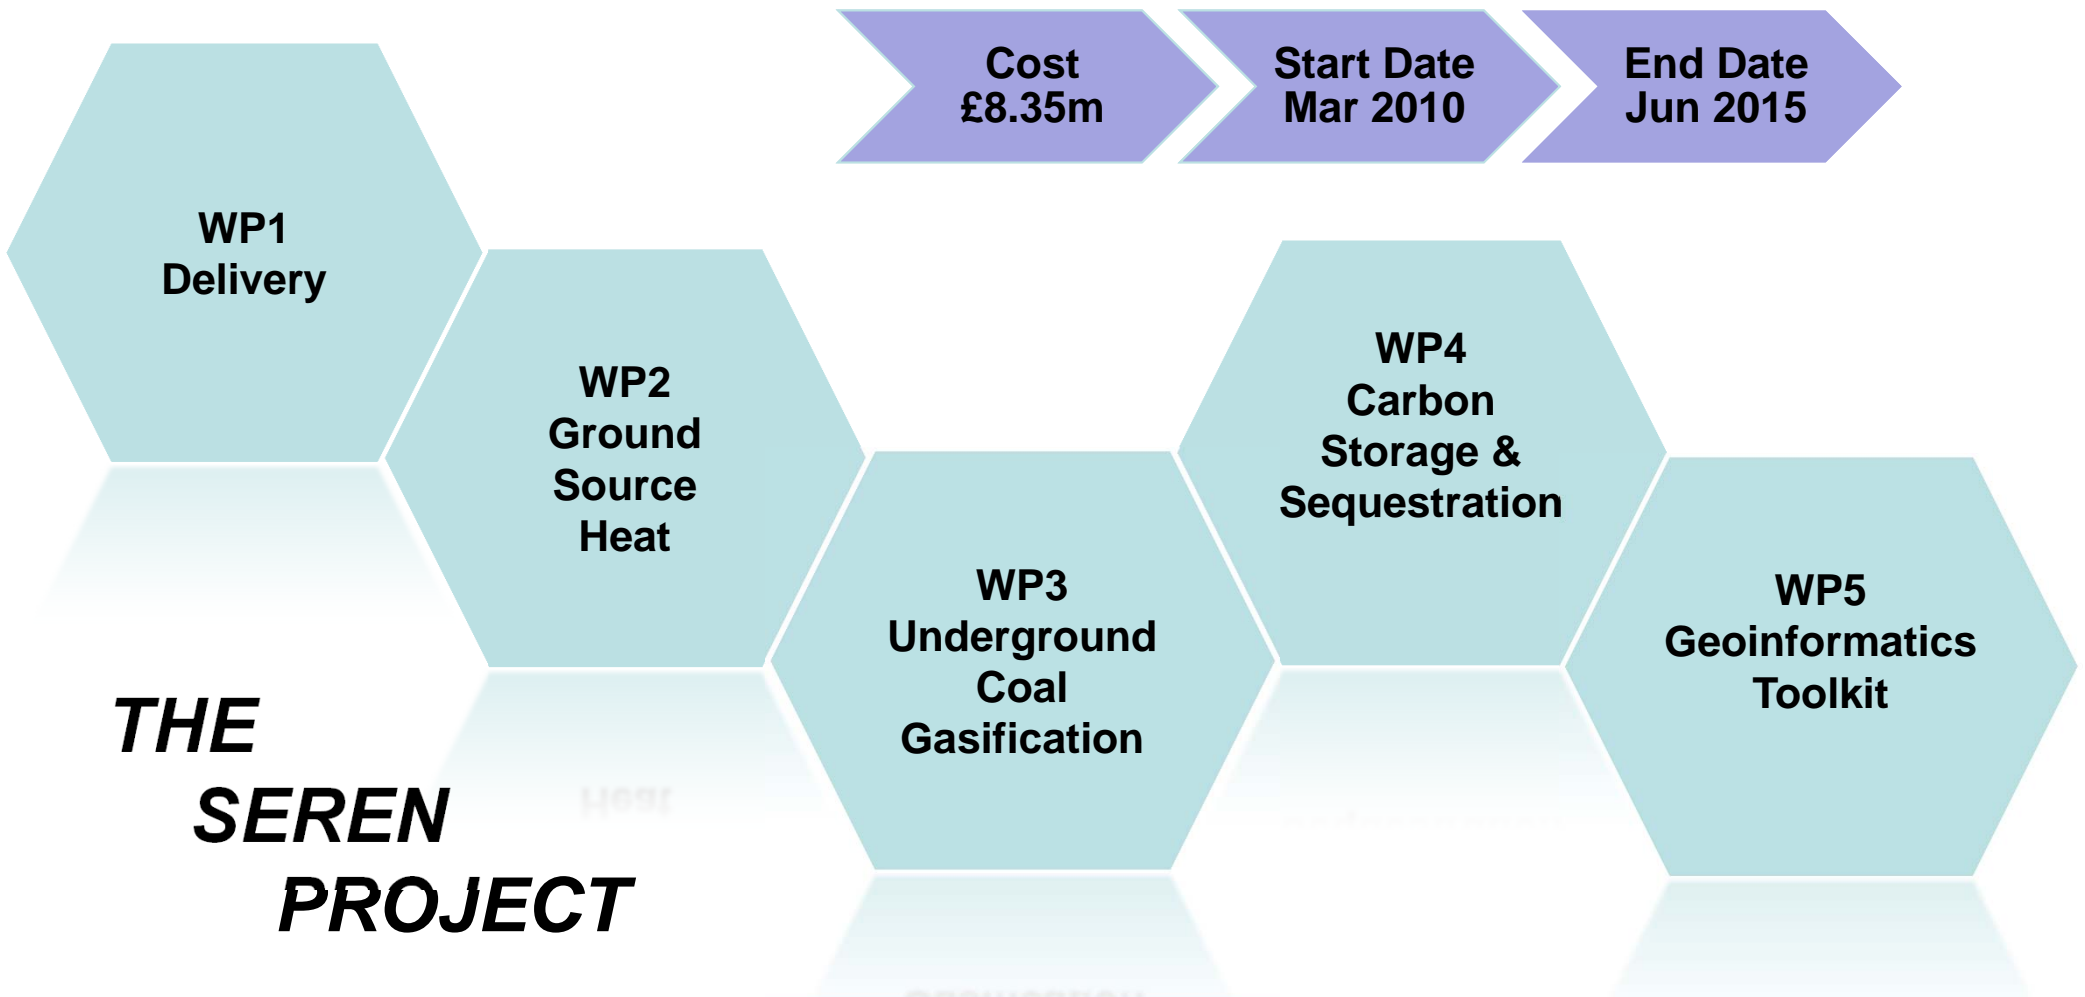 Cost
£8.35m
Start Date
Mar 2010
End Date
Jun 2015
WP1
Delivery
WP2
Ground
Source
Heat
WP3
Underground
Coal
Gasification
WP4
Carbon
Storage &
Sequestration
WP5
Geoinformatics
Toolkit
THE
SEREN
PROJECT